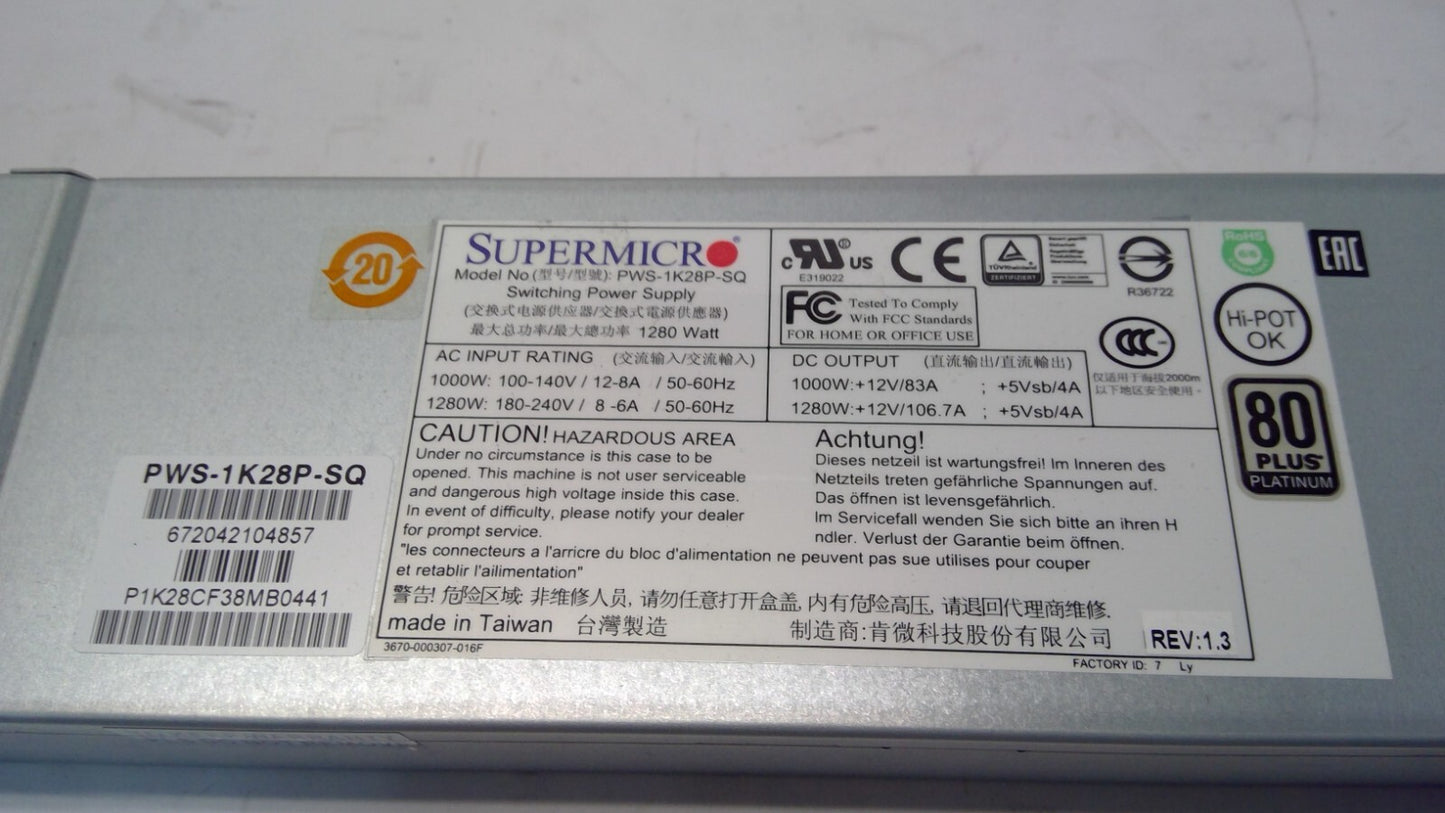 20
SUPERMICRO®
Model No (型号/型號): PWS-1K28P-SQ
Switching Power Supply
(交换式电源供应器/交換式電源供應器)
最大总功率/最大總功率 1280 Watt
c RU® US
E319022
CE
TÜVRheinland
ZERTIFIZIERT
R36722
FC Tested To Comply
With FCC Standards
FOR HOME OR OFFICE USE
CCC
仅适用于海拔2000m
以下地区安全使用。
AC INPUT RATING (交流输入/交流輸入)
1000W: 100-140V / 12-8A / 50-60Hz
1280W: 180-240V / 8 -6A / 50-60Hz
DC OUTPUT (直流输出/直流輸出)
1000W:+12V/83A ; +5Vsb/4A
1280W:+12V/106.7A ; +5Vsb/4A
CAUTION! HAZARDOUS AREA
Under no circumstance is this case to be
opened. This machine is not user serviceable
and dangerous high voltage inside this case.
In event of difficulty, please notify your dealer
for prompt service.
Achtung!
Dieses netzeil ist wartungsfrei! Im Inneren des
Netzteils treten gefährliche Spannungen auf.
Das öffnen ist levensgefährlich.
Im Servicefall wenden Sie sich bitte an ihren H
ndler. Verlust der Garantie beim öffnen.
"les connecteurs a l'arricre du bloc d'alimentation ne peuvent pas sue utilises pour couper
et retablir l'ailimentation"
警告! 危险区域: 非维修人员, 请勿任意打开盒盖, 内有危险高压, 请退回代理商维修.
made in Taiwan 台灣製造
制造商:肯微科技股份有限公司
REV:1.3
3670-000307-016F
FACTORY ID: 7 Ly
RoHS
6/6
COMPLIANT
EAC
Hi-POT
OK
80
PLUS
PLATINUM
PWS-1K28P-SQ
672042104857
P1K28CF38MB0441